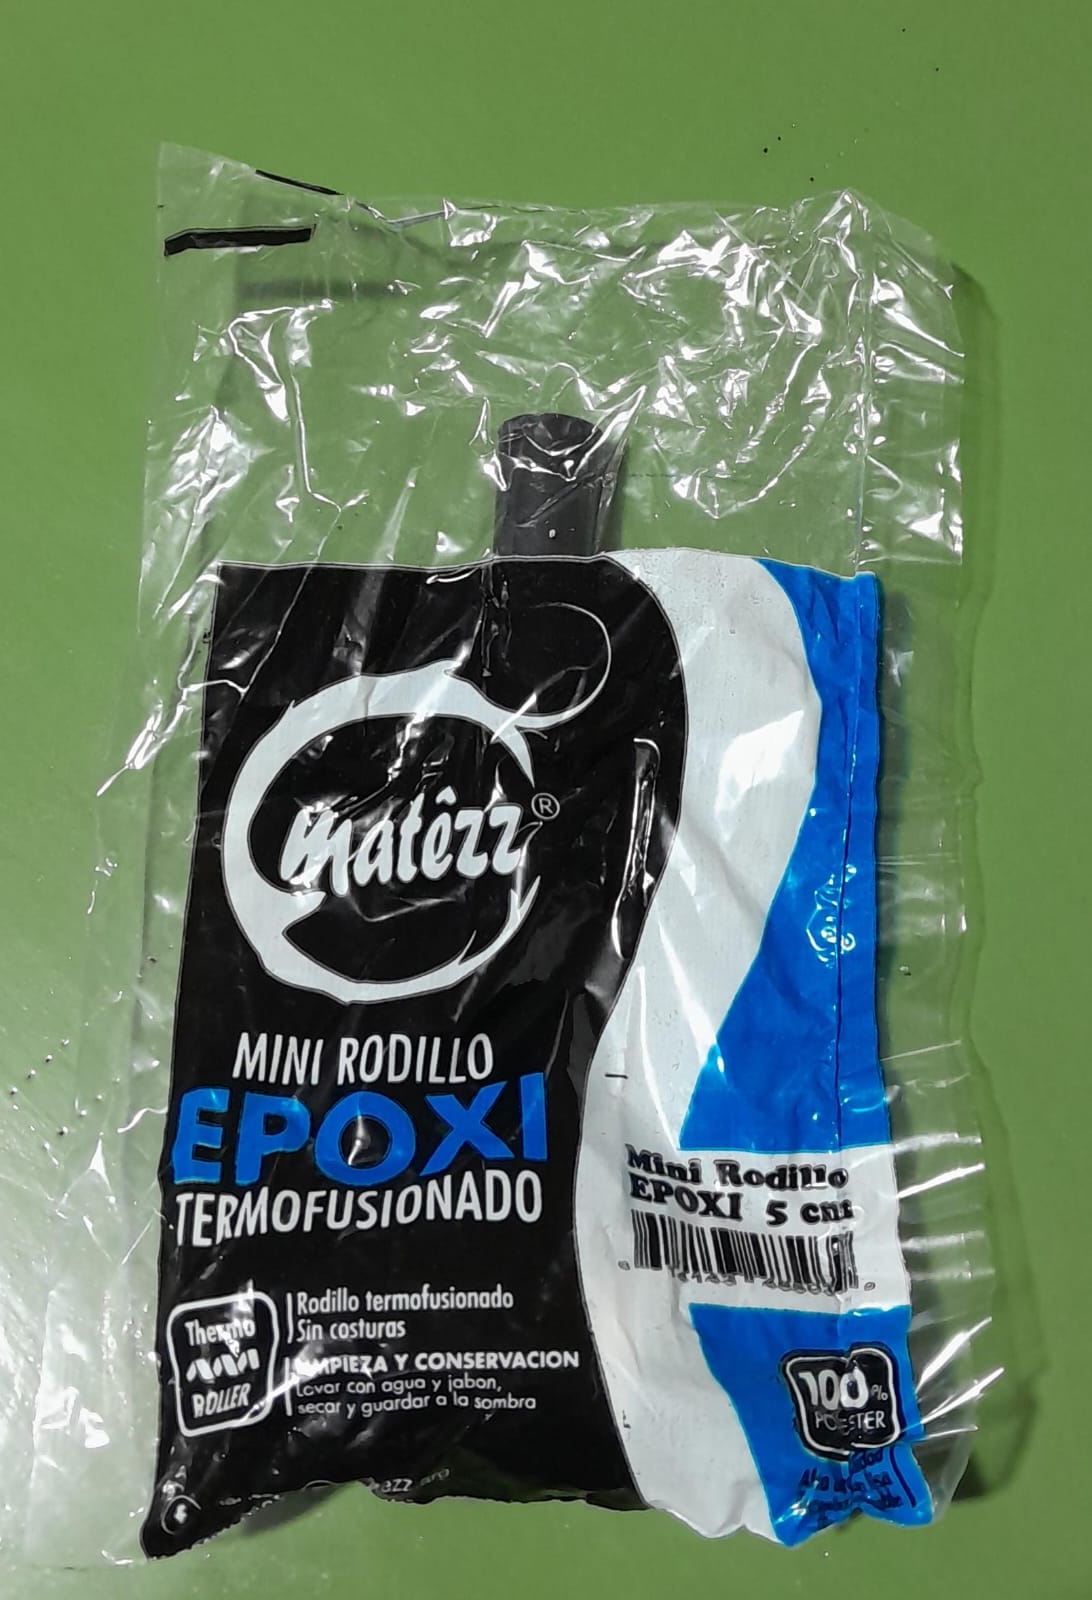 Matêzz ®
MINI RODILLO
EPOXI
TERMOFUSIONADO
Mini Rodillo
EPOXI 5 cm
Thermo
ROLLER
Rodillo termofusionado
Sin costuras
LIMPIEZA Y CONSERVACION
Lavar con agua y jabon,
secar y guardar a la sombra
100%
POLIESTER